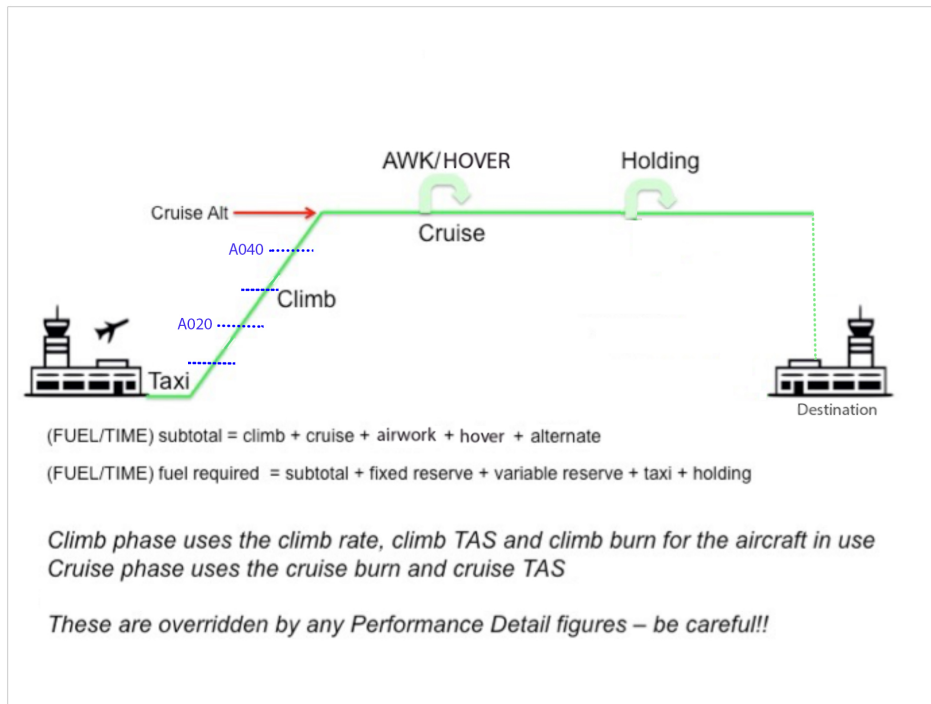 AWK/HOVER
Holding
Cruise Alt
Cruise
A040
Climb
A020
Taxi
Destination
(FUEL/TIME) subtotal = climb + cruise + airwork + hover + alternate
(FUEL/TIME) fuel required = subtotal + fixed reserve + variable reserve + taxi + holding
Climb phase uses the climb rate, climb TAS and climb burn for the aircraft in use
Cruise phase uses the cruise burn and cruise TAS
These are overridden by any Performance Detail figures – be careful!!